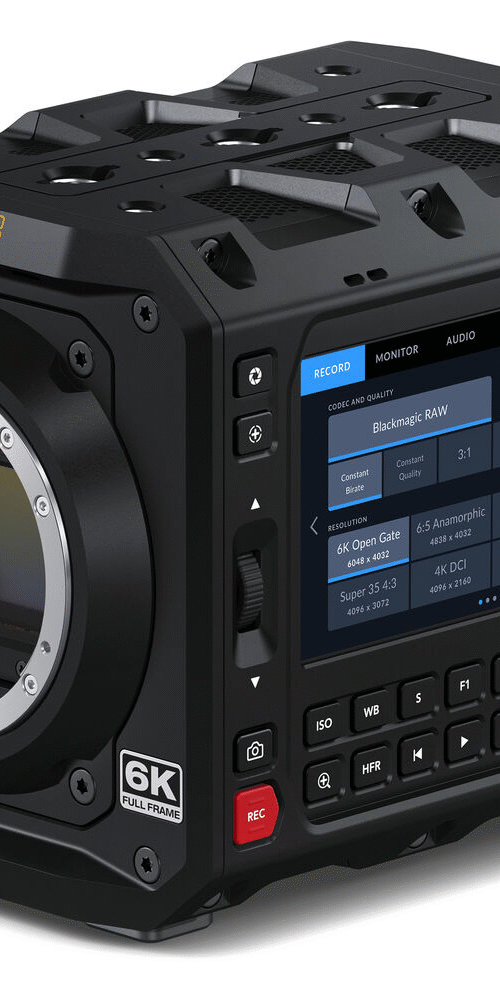 RECORD
MONITOR
AUDIO
CODEC AND QUALITY
Blackmagic RAW
Constant
Birate
Constant
Quality
3:1
RESOLUTION
6K Open Gate
6048 x 4032
6:5 Anamorphic
4838 x 4032
Super 35 4:3
4096 x 3072
4K DCI
4096 x 2160
ISO
WB
S
F1
HFR
REC
6K
FULL FRAME